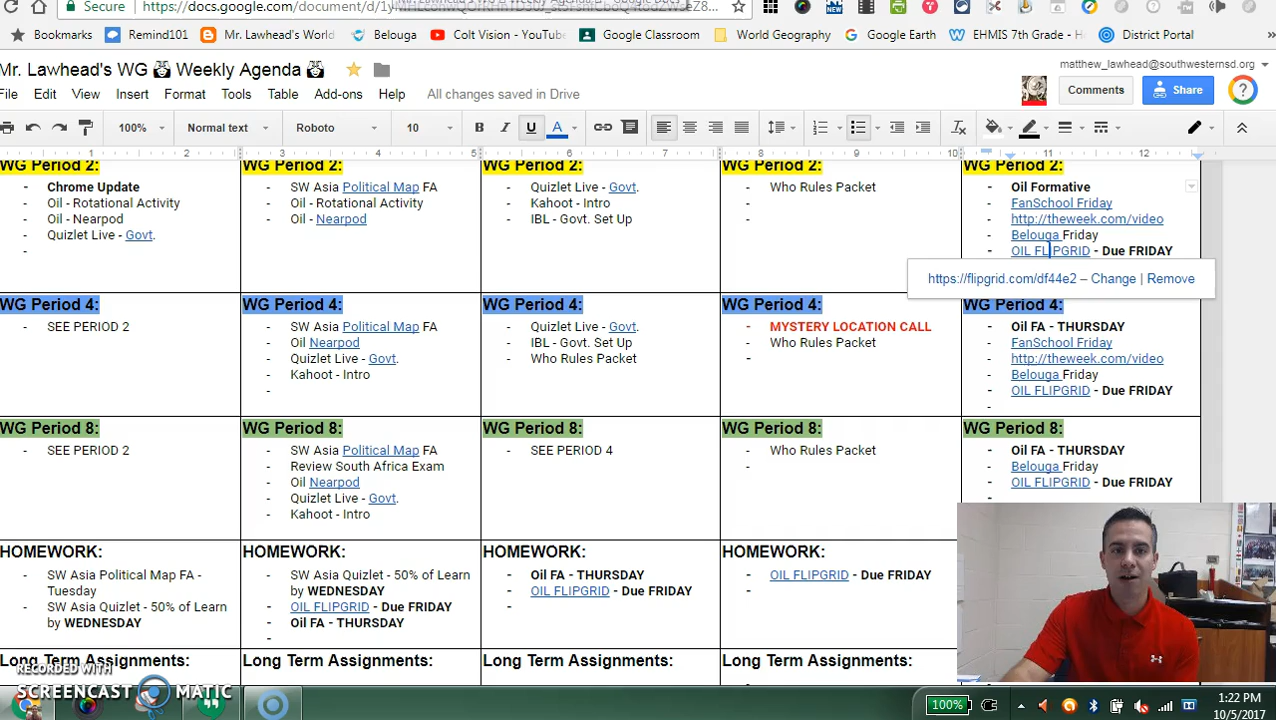 Secure
https://docs.google.com/document/d/1y
Bookmarks
Remind101
Mr. Lawhead's World
Belouga
Colt Vision - YouTube
Google Classroom
World Geography
Google Earth
EHMIS 7th Grade - H
District Portal
Mr. Lawhead's WG Weekly Agenda
matthew_lawhead@southwesternsd.org
File Edit View Insert Format Tools Table Add-ons Help All changes saved in Drive
Comments
Share
100% Normal text Roboto 10
3 4 5 6 7 8 9 10 11 12
WG Period 2:
- Chrome Update
- Oil - Rotational Activity
- Oil - Nearpod
- Quizlet Live - Govt.
-
WG Period 2:
- SW Asia Political Map FA
- Oil - Rotational Activity
- Oil - Nearpod
WG Period 2:
- Quizlet Live - Govt.
- Kahoot - Intro
- IBL - Govt. Set Up
WG Period 2:
- Who Rules Packet
-
-
WG Period 2:
- Oil Formative
- FanSchool Friday
- http://theweek.com/video
- Belouga Friday
- OIL FLIPGRID - Due FRIDAY
https://flipgrid.com/df44e2 – Change | Remove
WG Period 4:
- SEE PERIOD 2
WG Period 4:
- SW Asia Political Map FA
- Oil Nearpod
- Quizlet Live - Govt.
- Kahoot - Intro
-
WG Period 4:
- Quizlet Live - Govt.
- IBL - Govt. Set Up
- Who Rules Packet
WG Period 4:
- MYSTERY LOCATION CALL
- Who Rules Packet
-
WG Period 4:
- Oil FA - THURSDAY
- FanSchool Friday
- http://theweek.com/video
- Belouga Friday
- OIL FLIPGRID - Due FRIDAY
-
WG Period 8:
- SEE PERIOD 2
WG Period 8:
- SW Asia Political Map FA
- Review South Africa Exam
- Oil Nearpod
- Quizlet Live - Govt.
- Kahoot - Intro
WG Period 8:
- SEE PERIOD 4
WG Period 8:
- Who Rules Packet
-
WG Period 8:
- Oil FA - THURSDAY
- Belouga Friday
- OIL FLIPGRID - Due FRIDAY
-
HOMEWORK:
- SW Asia Political Map FA -
Tuesday
- SW Asia Quizlet - 50% of Learn
by WEDNESDAY
HOMEWORK:
- SW Asia Quizlet - 50% of Learn
by WEDNESDAY
- OIL FLIPGRID - Due FRIDAY
- Oil FA - THURSDAY
-
HOMEWORK:
- Oil FA - THURSDAY
- OIL FLIPGRID - Due FRIDAY
-
HOMEWORK:
- OIL FLIPGRID - Due FRIDAY
-
Long Term Assignments:
Long Term Assignments:
Long Term Assignments:
Long Term Assignments:
RECORDED WITH
SCREENCAST MATIC
100%
1:22 PM
10/5/2017